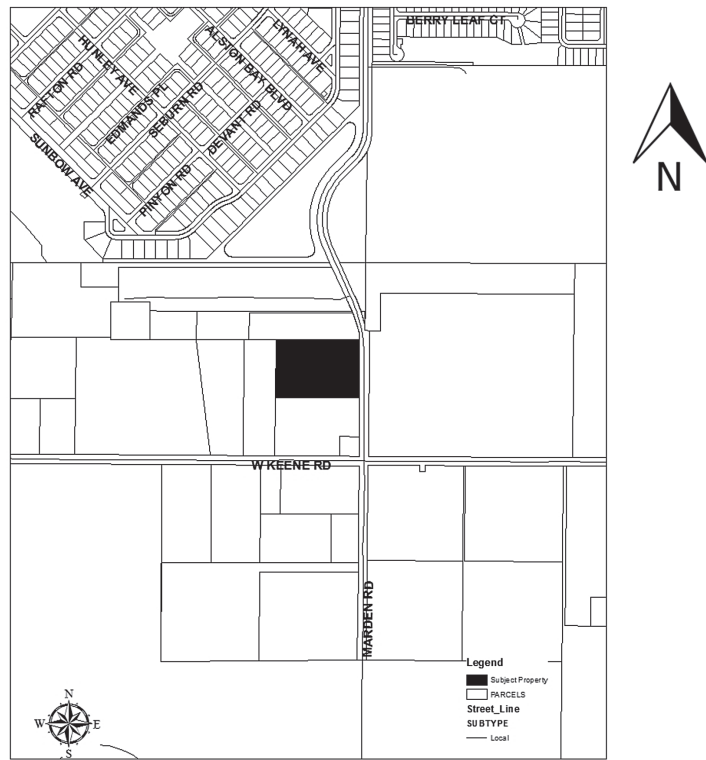 BERRY LEAF CT
LYNAH AVE
ALSTON BAY BLVD
HUNLEY AVE
RAFTON RD
EDMANDS PL
SEBURN RD
DEVANT RD
SUNBOW AVE
PINYON RD
N
W KEENE RD
MARDEN RD
Legend
Subject Property
PARCELS
Street_Line
SUBTYPE
Local
N
W E
S